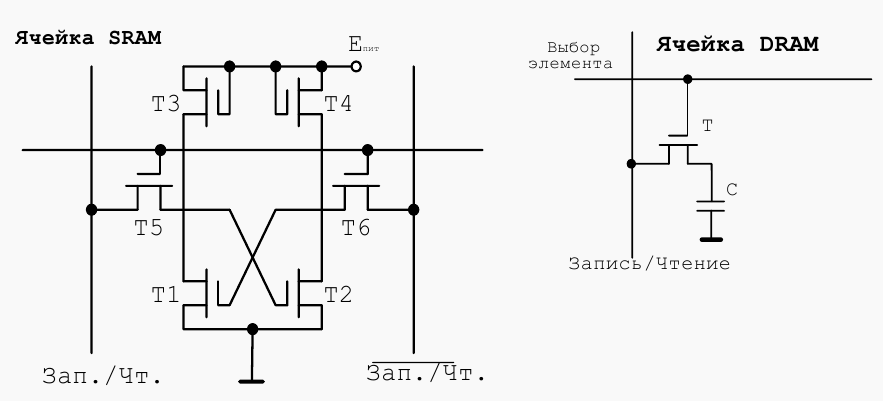 Ячейка SRAM
Eпит
T3
T4
T5
T6
T1
T2
Зап./Чт.
Зап./Чт.
Ячейка DRAM
Выбор
элемента
T
C
Запись/Чтение